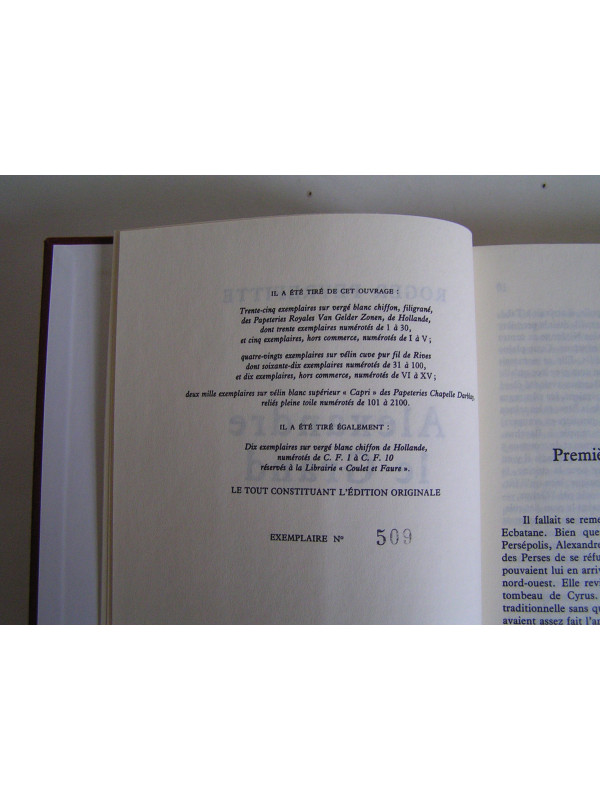 IL A ÉTÉ TIRÉ DE CET OUVRAGE :
Trente-cinq exemplaires sur vergé blanc chiffon, filigrané,
des Papeteries Royales Van Gelder Zonen, de Hollande,
dont trente exemplaires numérotés de 1 à 30,
et cinq exemplaires, hors commerce, numérotés de I à V ;
quatre-vingts exemplaires sur vélin cuve pur fil de Rives
dont soixante-dix exemplaires numérotés de 31 à 100,
et dix exemplaires, hors commerce, numérotés de VI à XV ;
deux mille exemplaires sur vélin blanc supérieur « Capri » des Papeteries Chapelle Darblay,
reliés pleine toile numérotés de 101 à 2100.
IL A ÉTÉ TIRÉ ÉGALEMENT :
Dix exemplaires sur vergé blanc chiffon de Hollande,
numérotés de C. F. 1 à C. F. 10
réservés à la Librairie « Coulet et Faure ».
LE TOUT CONSTITUANT L'ÉDITION ORIGINALE
EXEMPLAIRE Nº 509
Premiè
Il fallait se reme
Ecbatane. Bien que
Persépolis, Alexandre
des Perses de se réfu
pouvaient lui en arriv
nord-ouest. Elle revi
tombeau de Cyrus.
traditionnelle sans qu
avaient assez fait l'ar